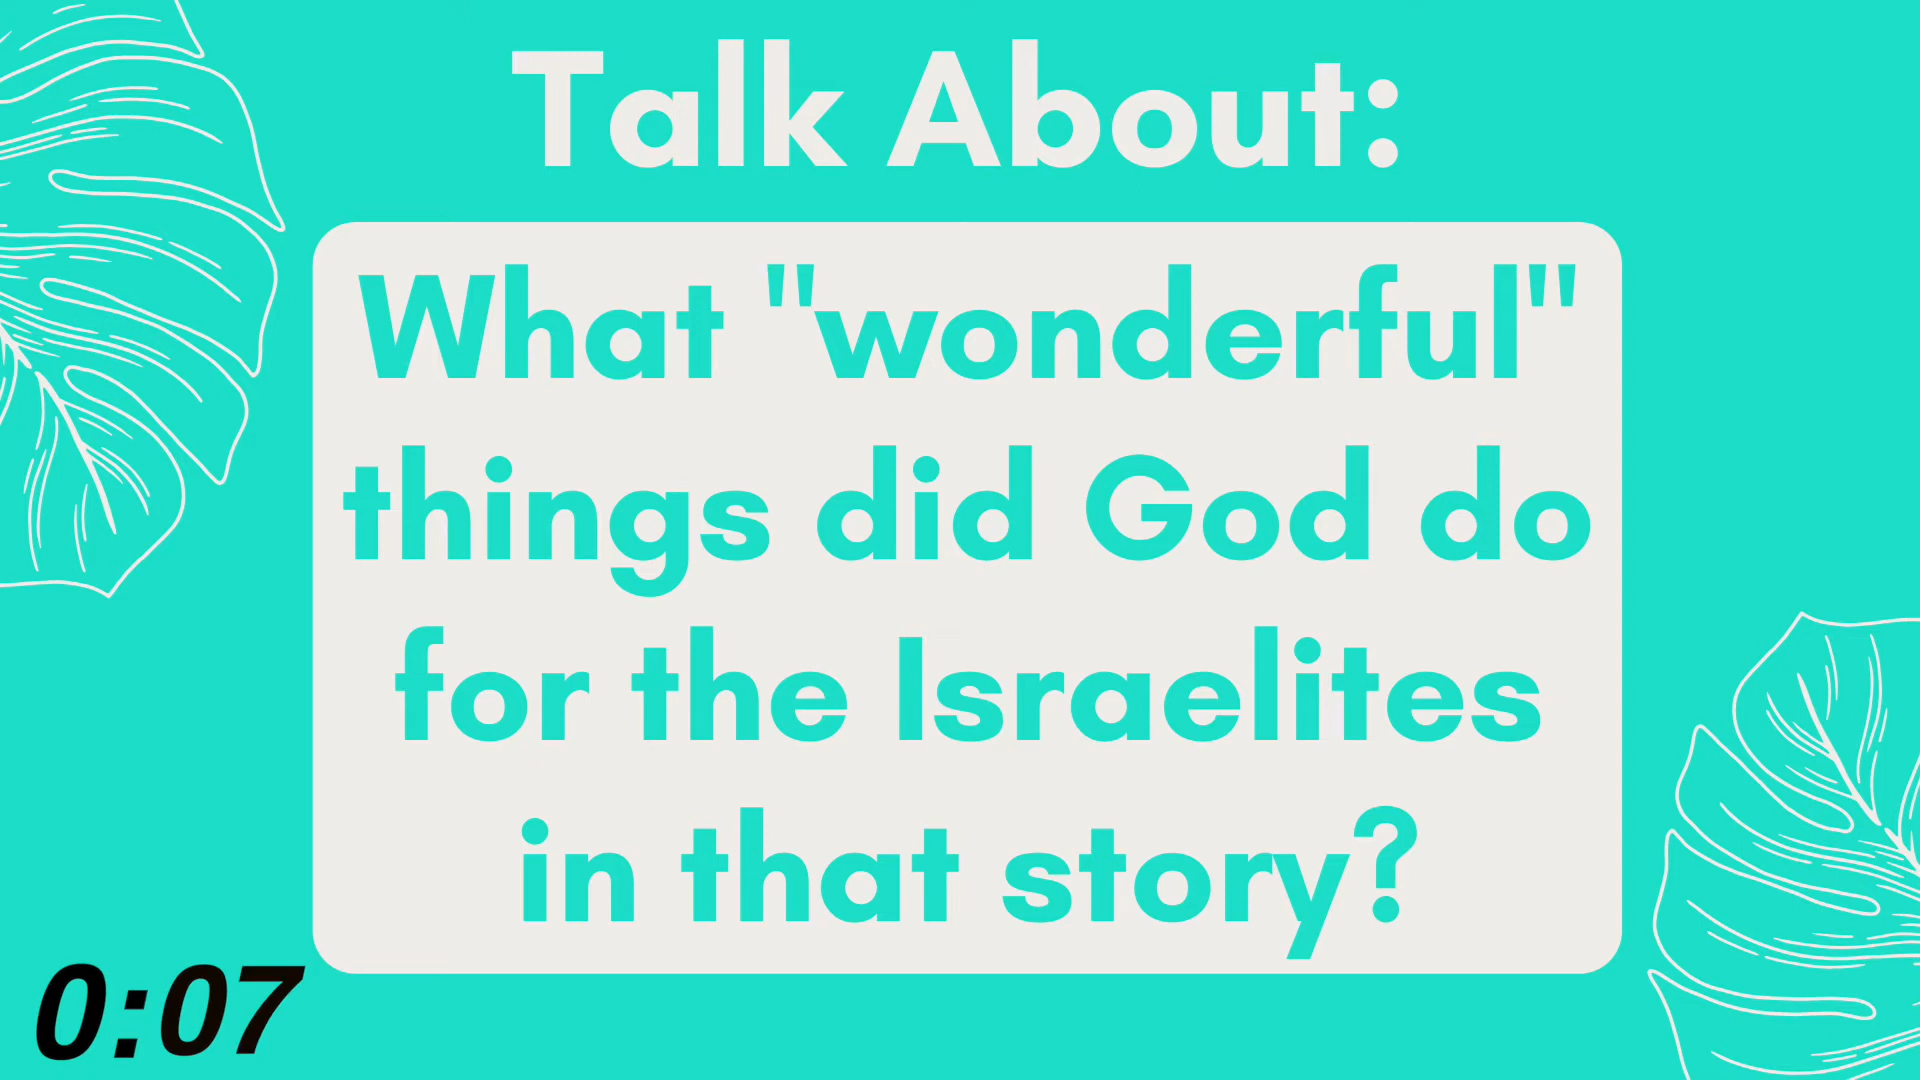 Talk About:
What "wonderful"
things did God do
for the Israelites
in that story?
0:07